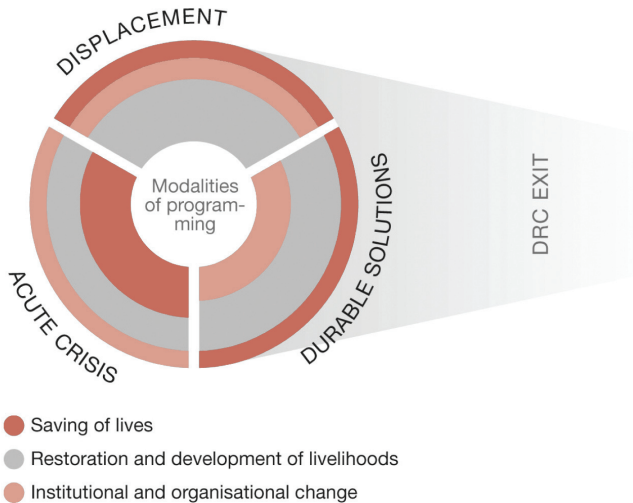 DISPLACEMENT
Modalities
of program-
ming
ACUTE CRISIS
DURABLE SOLUTIONS
DRC EXIT
Saving of lives
Restoration and development of livelihoods
Institutional and organisational change